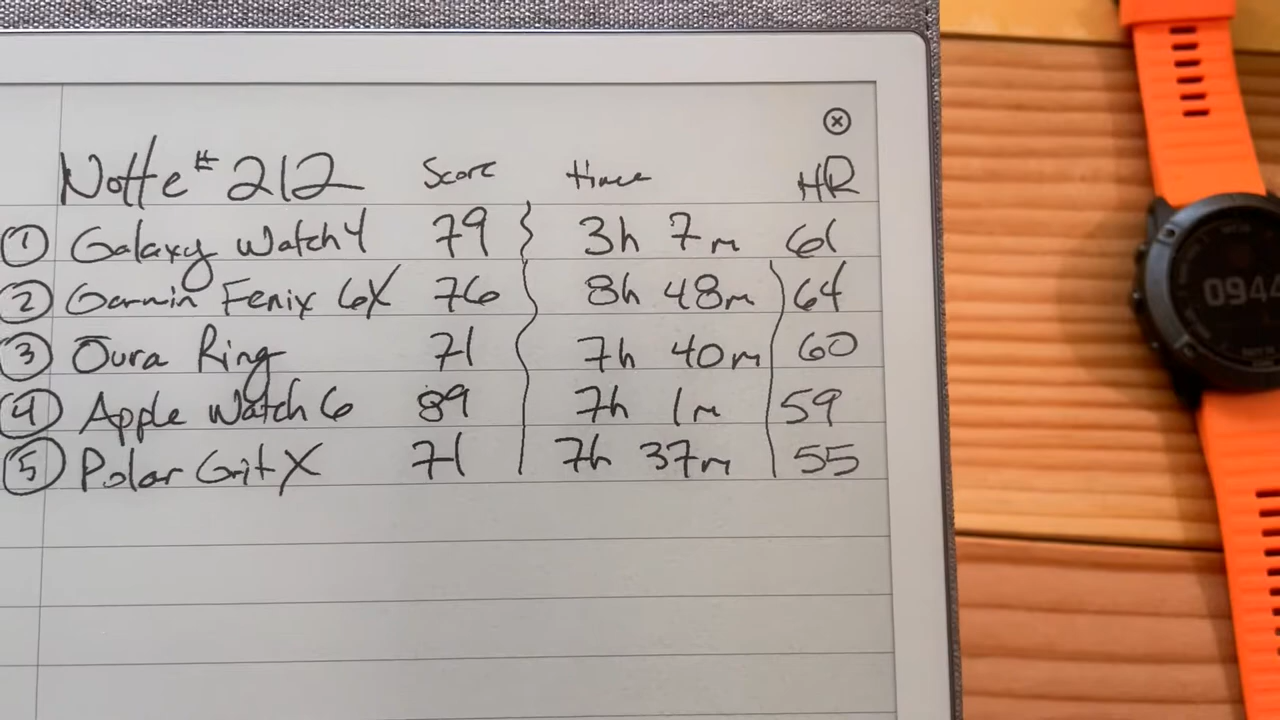 Notte #212 Score time HR
① Galaxy Watch 4 79 3h 7m 61
② Garmin Fenix 6X 76 8h 48m 64
③ Oura Ring 71 7h 40m 60
④ Apple Watch 6 89 7h 1m 59
⑤ Polar Grit X 71 7h 37m 55
0944